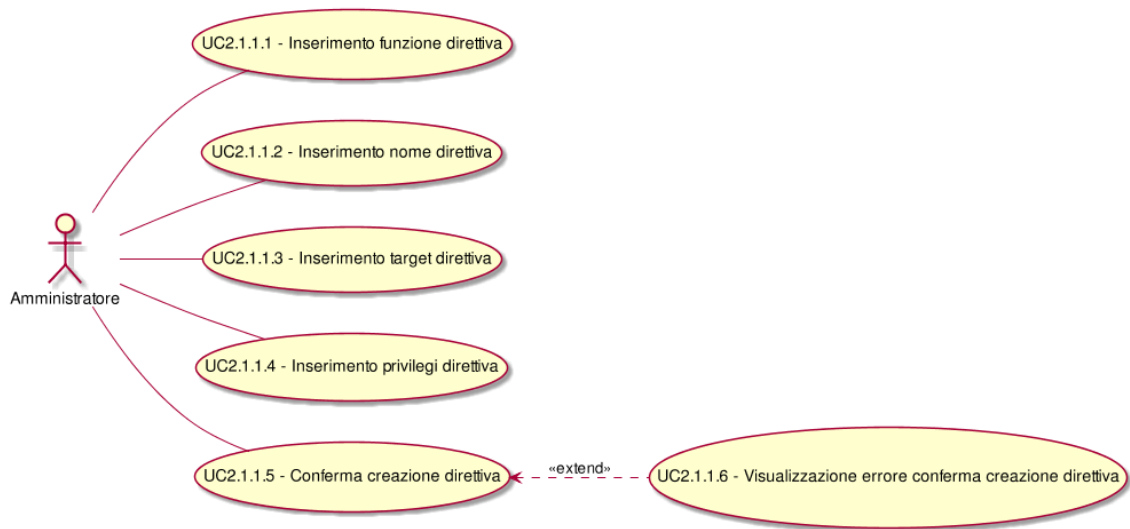 UC2.1.1.1 - Inserimento funzione direttiva
UC2.1.1.2 - Inserimento nome direttiva
UC2.1.1.3 - Inserimento target direttiva
Amministratore
UC2.1.1.4 - Inserimento privilegi direttiva
UC2.1.1.5 - Conferma creazione direttiva
«extend»
UC2.1.1.6 - Visualizzazione errore conferma creazione direttiva